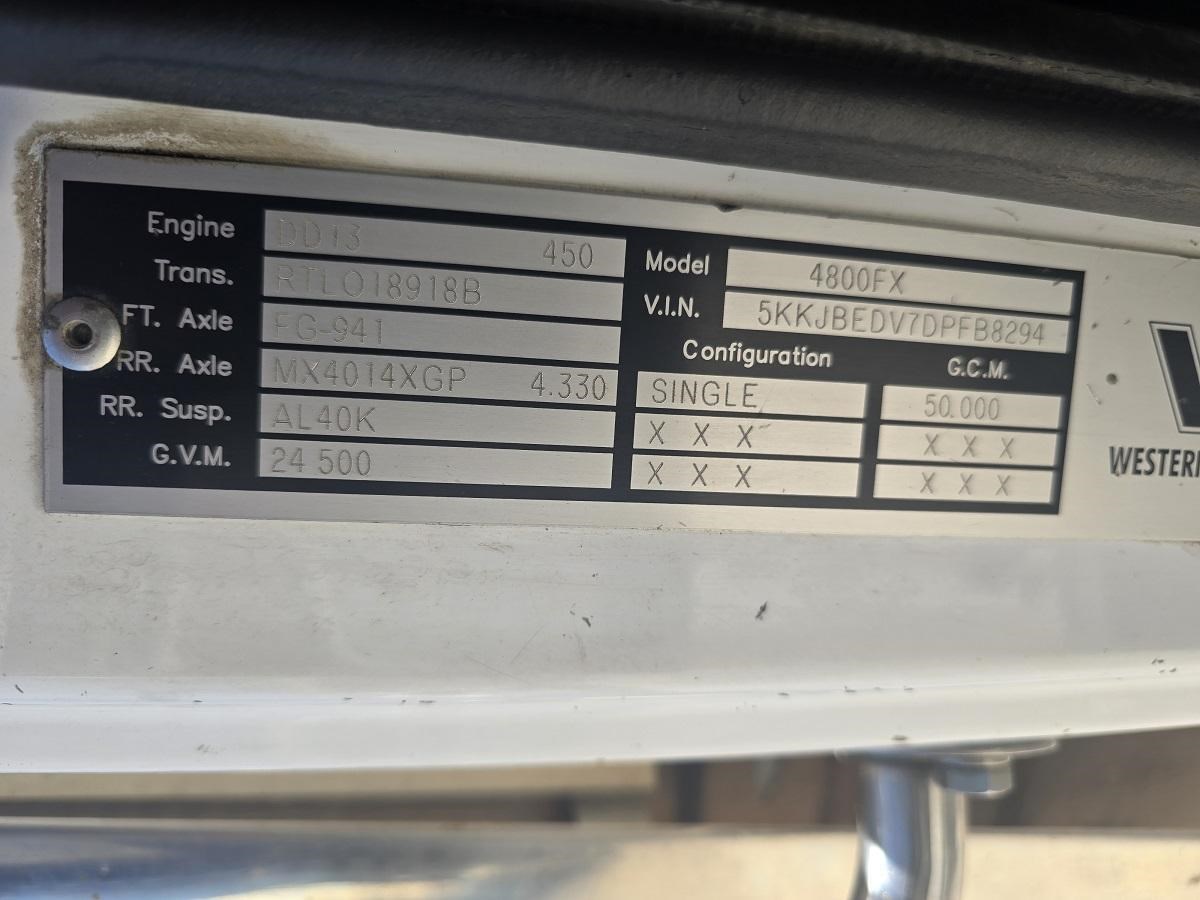 Engine DD13 450
Trans. RTLO18918B
FT. Axle FG-941
RR. Axle MX4014XGP 4.330
RR. Susp. AL40K
G.V.M. 24 500
Model 4800FX
V.I.N. 5KKJBEDV7DPFB8294
Configuration G.C.M.
SINGLE 50.000
X X X X X X
X X X X X X
WESTER